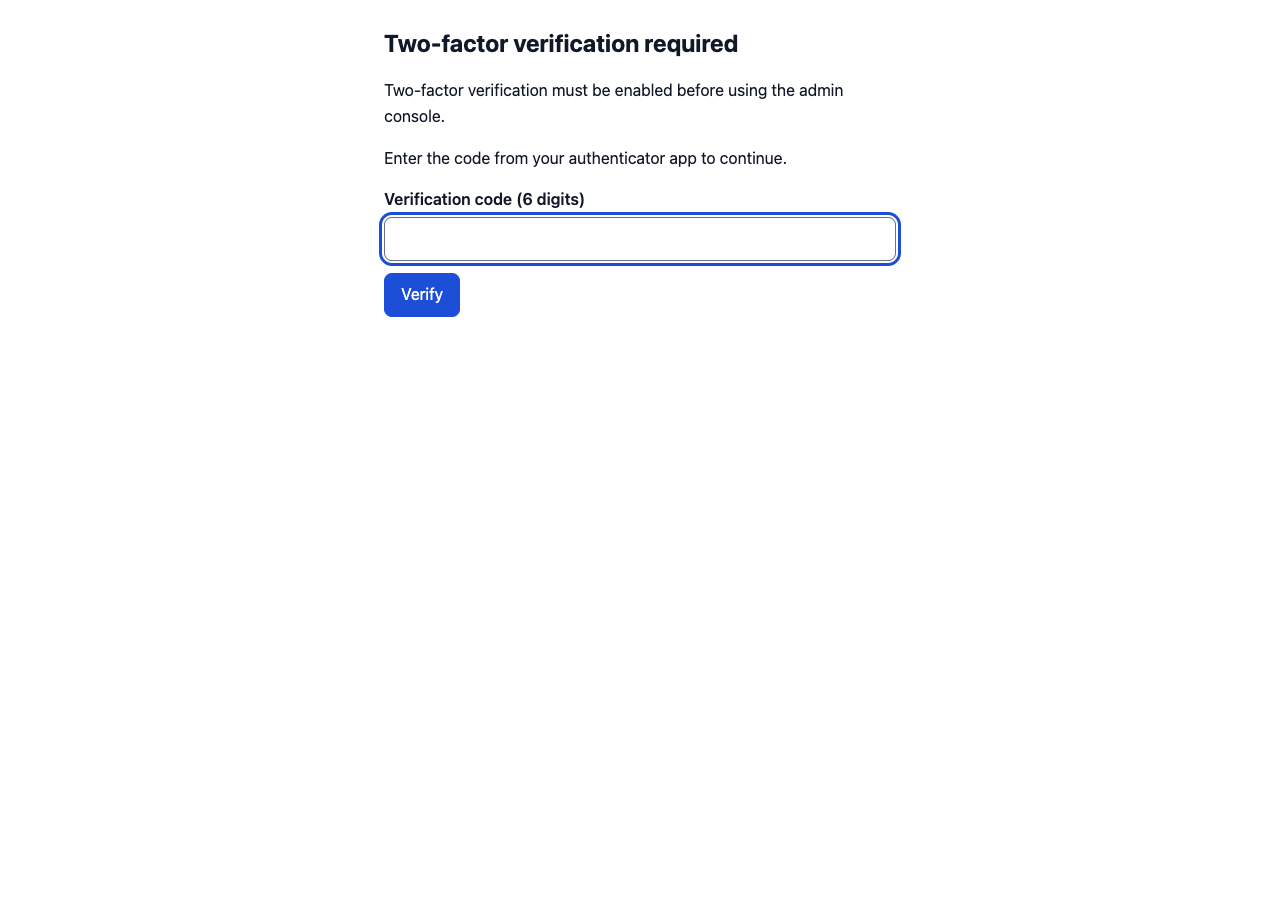 Two-factor verification required
Two-factor verification must be enabled before using the admin
console.
Enter the code from your authenticator app to continue.
Verification code (6 digits)
Verify